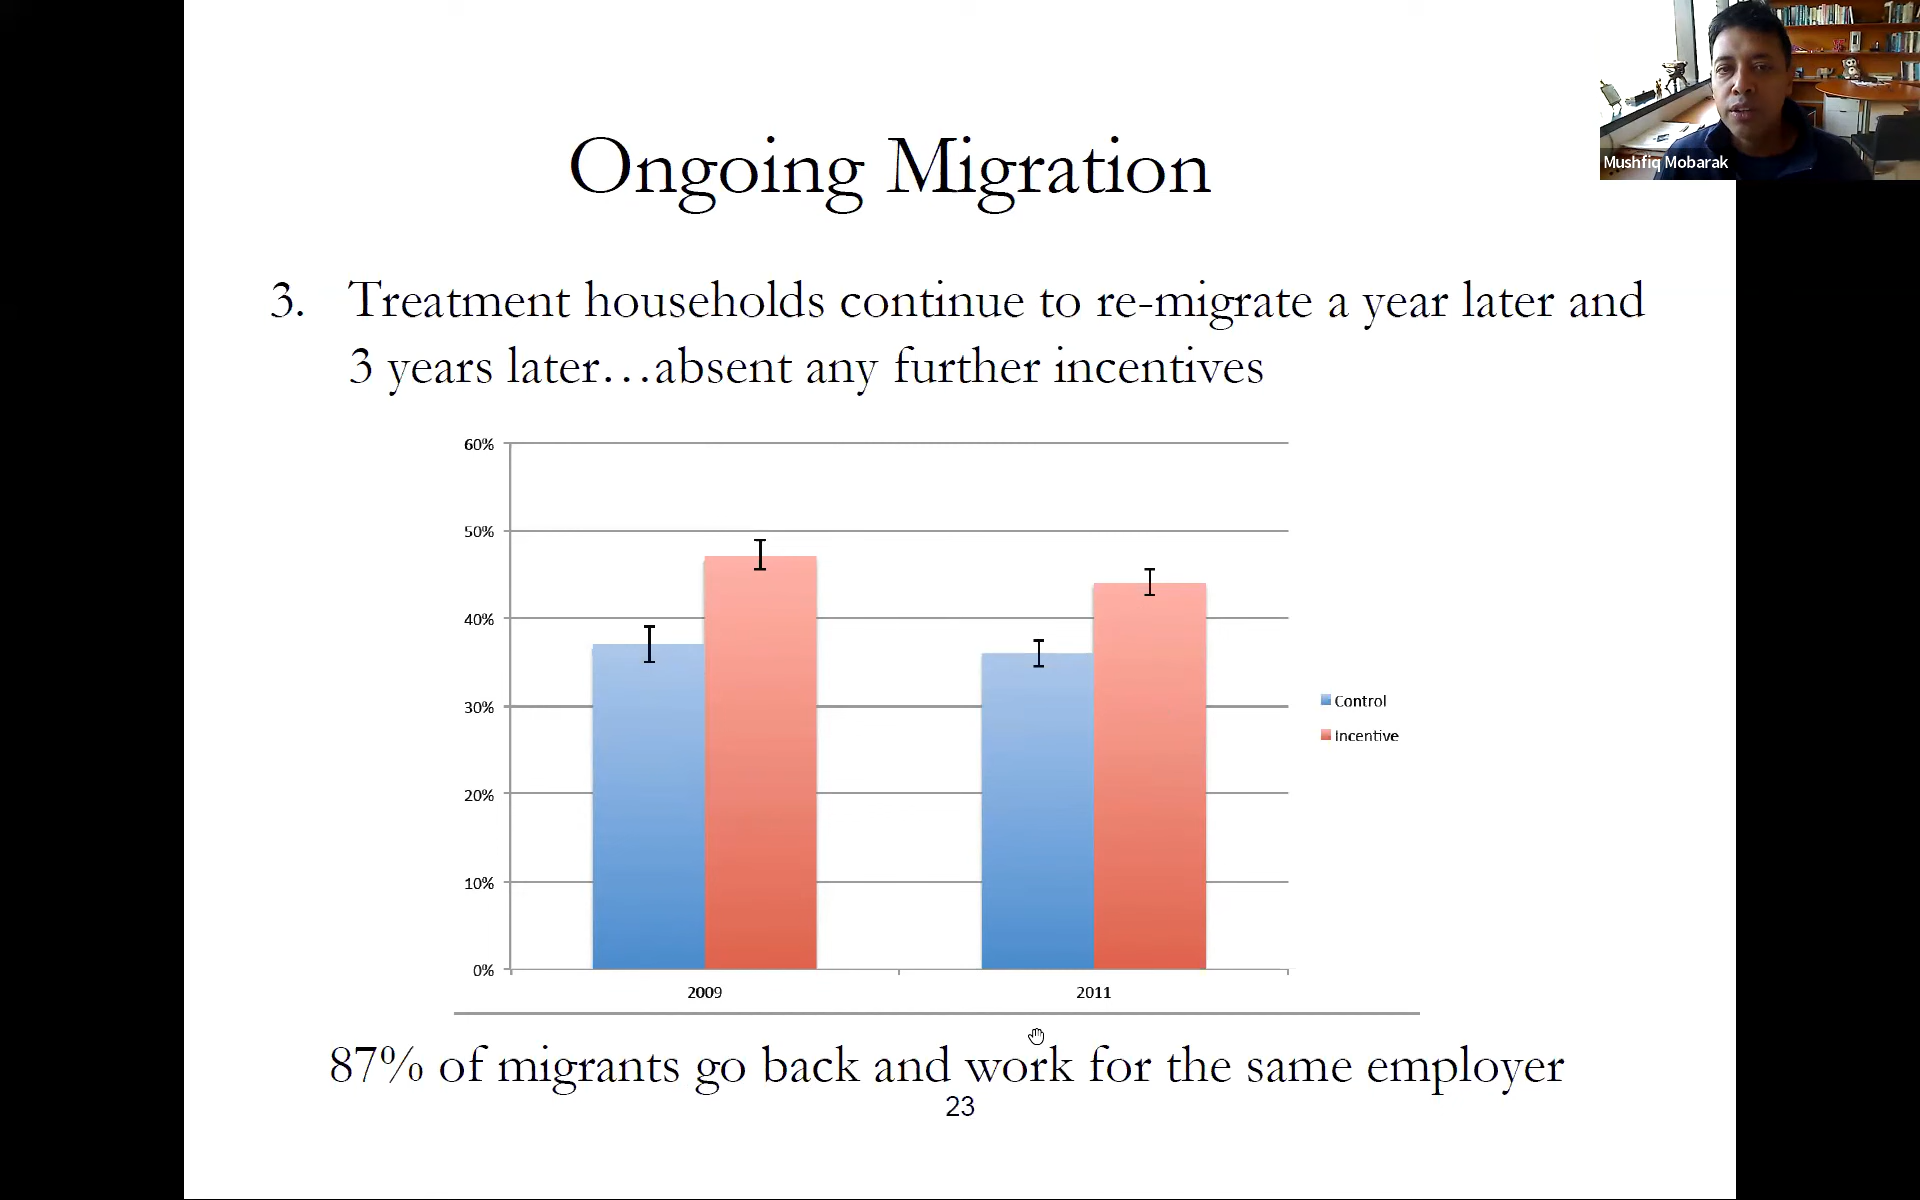 Mushfiq Mobarak
Ongoing Migration
3. Treatment households continue to re-migrate a year later and
3 years later…absent any further incentives
60%
50%
40%
30%
20%
10%
0%
2009
2011
Control
Incentive
87% of migrants go back and work for the same employer
23